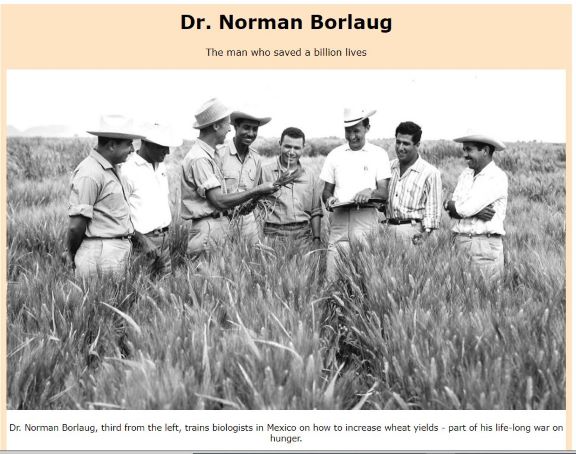 Dr. Norman Borlaug
The man who saved a billion lives
Dr. Norman Borlaug, third from the left, trains biologists in Mexico on how to increase wheat yields - part of his life-long war on
hunger.